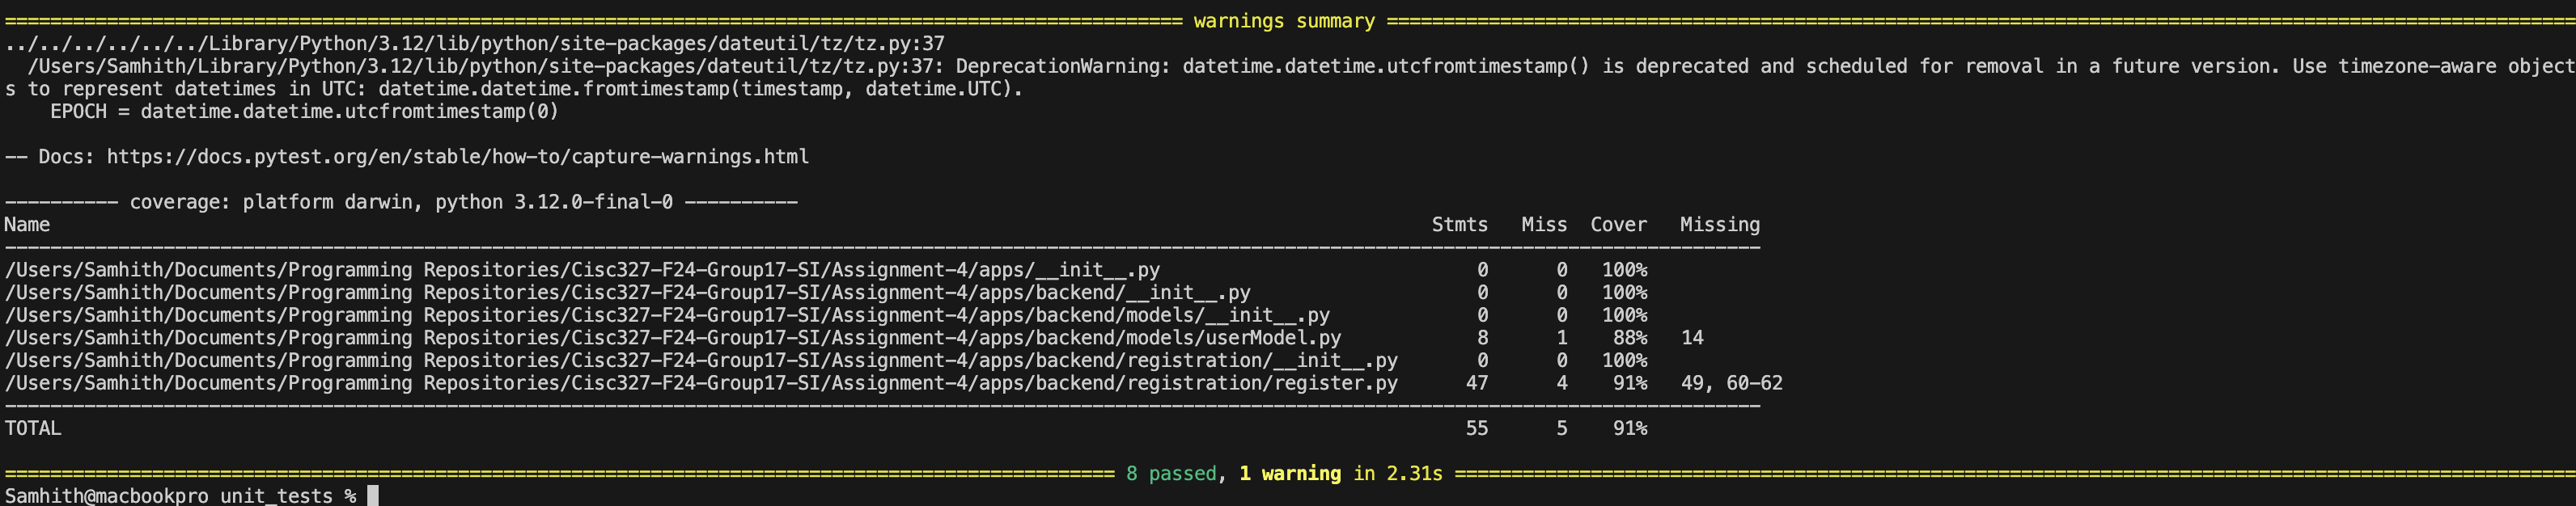 ================================ warnings summary ================================
../../../../../../Library/Python/3.12/lib/python/site-packages/dateutil/tz/tz.py:37
  /Users/Samhith/Library/Python/3.12/lib/python/site-packages/dateutil/tz/tz.py:37: DeprecationWarning: datetime.datetime.utcfromtimestamp() is deprecated and scheduled for removal in a future version. Use timezone-aware object
s to represent datetimes in UTC: datetime.datetime.fromtimestamp(timestamp, datetime.UTC).
    EPOCH = datetime.datetime.utcfromtimestamp(0)
-- Docs: https://docs.pytest.org/en/stable/how-to/capture-warnings.html
---------- coverage: platform darwin, python 3.12.0-final-0 ----------
Name Stmts Miss Cover Missing
--------------------------------------------------------------------------------
/Users/Samhith/Documents/Programming Repositories/Cisc327-F24-Group17-SI/Assignment-4/apps/__init__.py 0 0 100%
/Users/Samhith/Documents/Programming Repositories/Cisc327-F24-Group17-SI/Assignment-4/apps/backend/__init__.py 0 0 100%
/Users/Samhith/Documents/Programming Repositories/Cisc327-F24-Group17-SI/Assignment-4/apps/backend/models/__init__.py 0 0 100%
/Users/Samhith/Documents/Programming Repositories/Cisc327-F24-Group17-SI/Assignment-4/apps/backend/models/userModel.py 8 1 88% 14
/Users/Samhith/Documents/Programming Repositories/Cisc327-F24-Group17-SI/Assignment-4/apps/backend/registration/__init__.py 0 0 100%
/Users/Samhith/Documents/Programming Repositories/Cisc327-F24-Group17-SI/Assignment-4/apps/backend/registration/register.py 47 4 91% 49, 60-62
--------------------------------------------------------------------------------
TOTAL 55 5 91%
================================ 8 passed, 1 warning in 2.31s ================================
Samhith@macbookpro unit_tests %